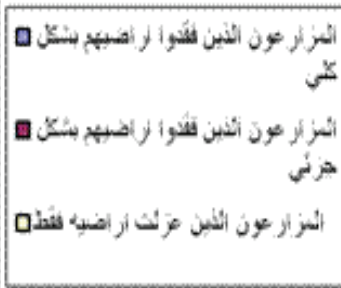 المزارعون الذين فقدوا اراضيهم بشكل
كلي
المزارعون الذين فقدوا اراضيهم بشكل
جزئي
المزارعون الذين عزلت اراضيه فقط